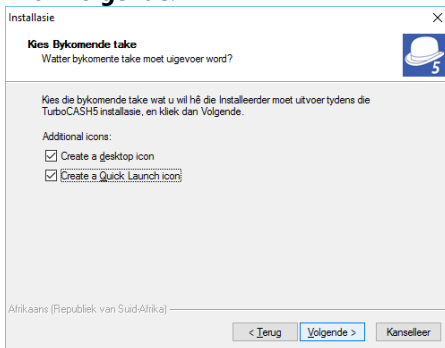 Installasie
Kies Bykomende take
Watter bykomente take moet uigevoer word?
5
Kies die bykomende take wat u wil hê die Installeerder moet uitvoer tydens die
TurboCASH5 installasie, en kliek dan Volgende.
Additional icons:
Create a desktop icon
Create a Quick Launch icon
Afrikaans (Republiek van Suid-Afrika)
< Terug Volgende > Kanselleer